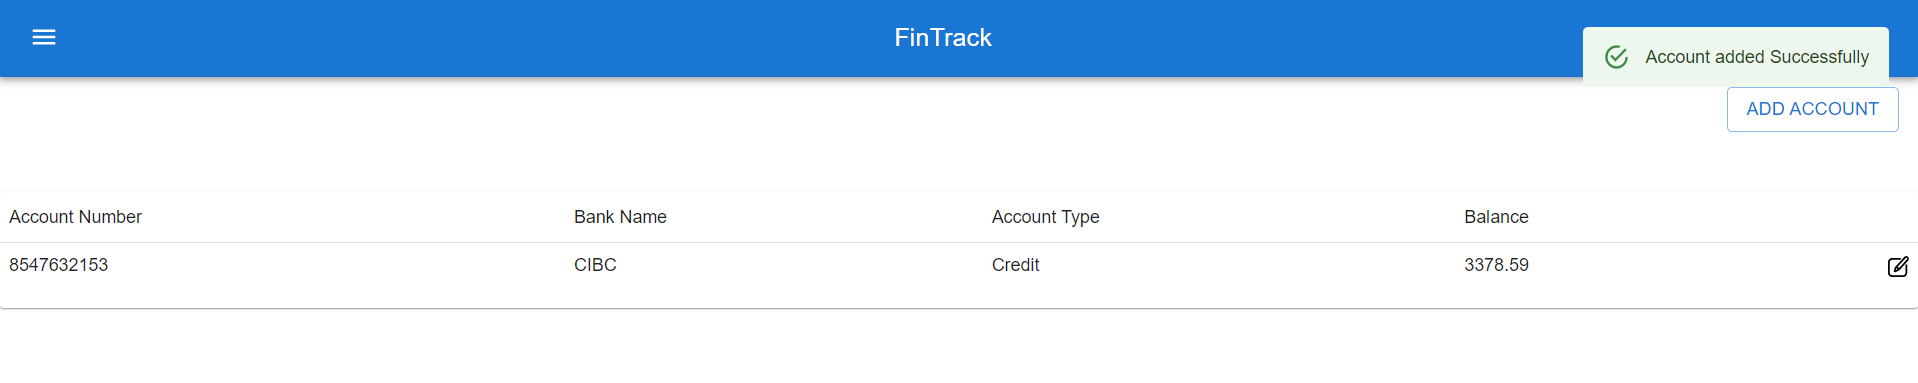 FinTrack
Account added Successfully
ADD ACCOUNT
Account Number Bank Name Account Type Balance
8547632153 CIBC Credit 3378.59